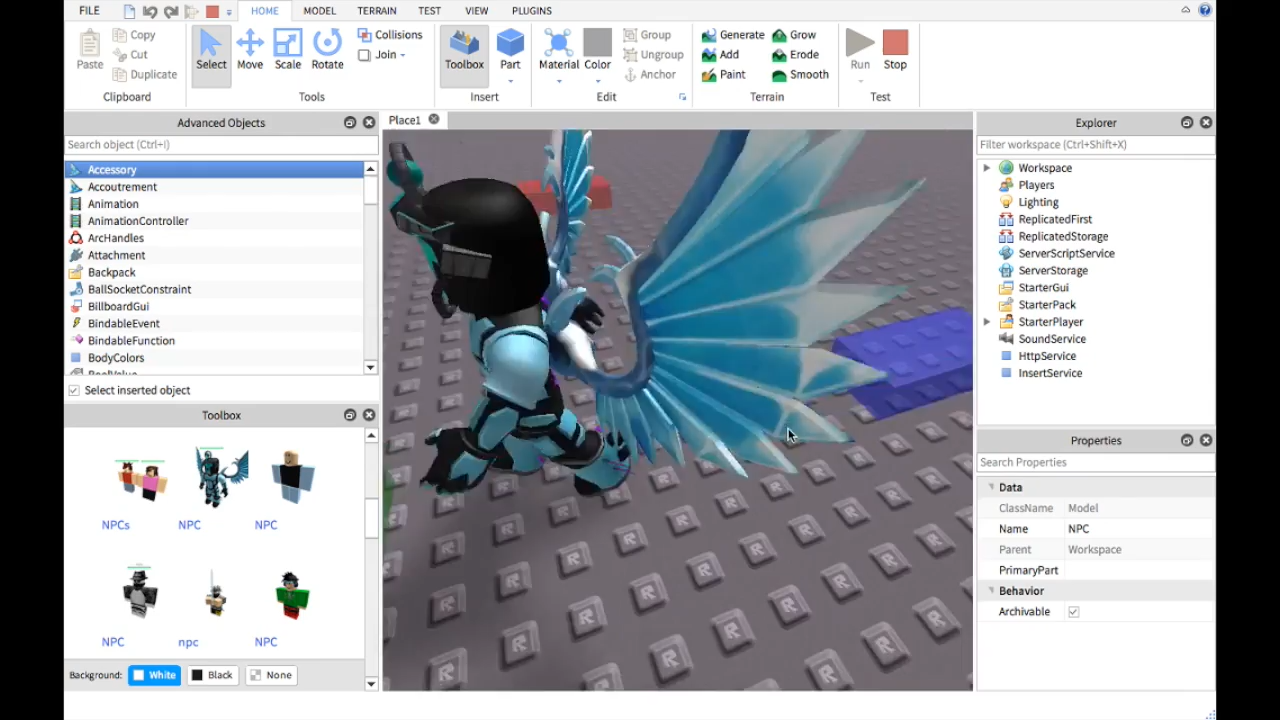 FILE HOME MODEL TERRAIN TEST VIEW PLUGINS
Paste
Copy
Cut
Duplicate
Clipboard
Select Move Scale Rotate
Collisions
Join
Tools
Toolbox Part
Insert
Material Color
Group
Ungroup
Anchor
Edit
Generate Grow
Add Erode
Paint Smooth
Terrain
Run Stop
Test
Advanced Objects
Search object (Ctrl+I)
Accessory
Accoutrement
Animation
AnimationController
ArcHandles
Attachment
Backpack
BallSocketConstraint
BillboardGui
BindableEvent
BindableFunction
BodyColors
BoolValue
Select inserted object
Toolbox
NPCs NPC NPC
NPC npc NPC
Background: White Black None
Place1
Explorer
Filter workspace (Ctrl+Shift+X)
Workspace
Players
Lighting
ReplicatedFirst
ReplicatedStorage
ServerScriptService
ServerStorage
StarterGui
StarterPack
StarterPlayer
SoundService
HttpService
InsertService
Properties
Search Properties
Data
ClassName Model
Name NPC
Parent Workspace
PrimaryPart
Behavior
Archivable